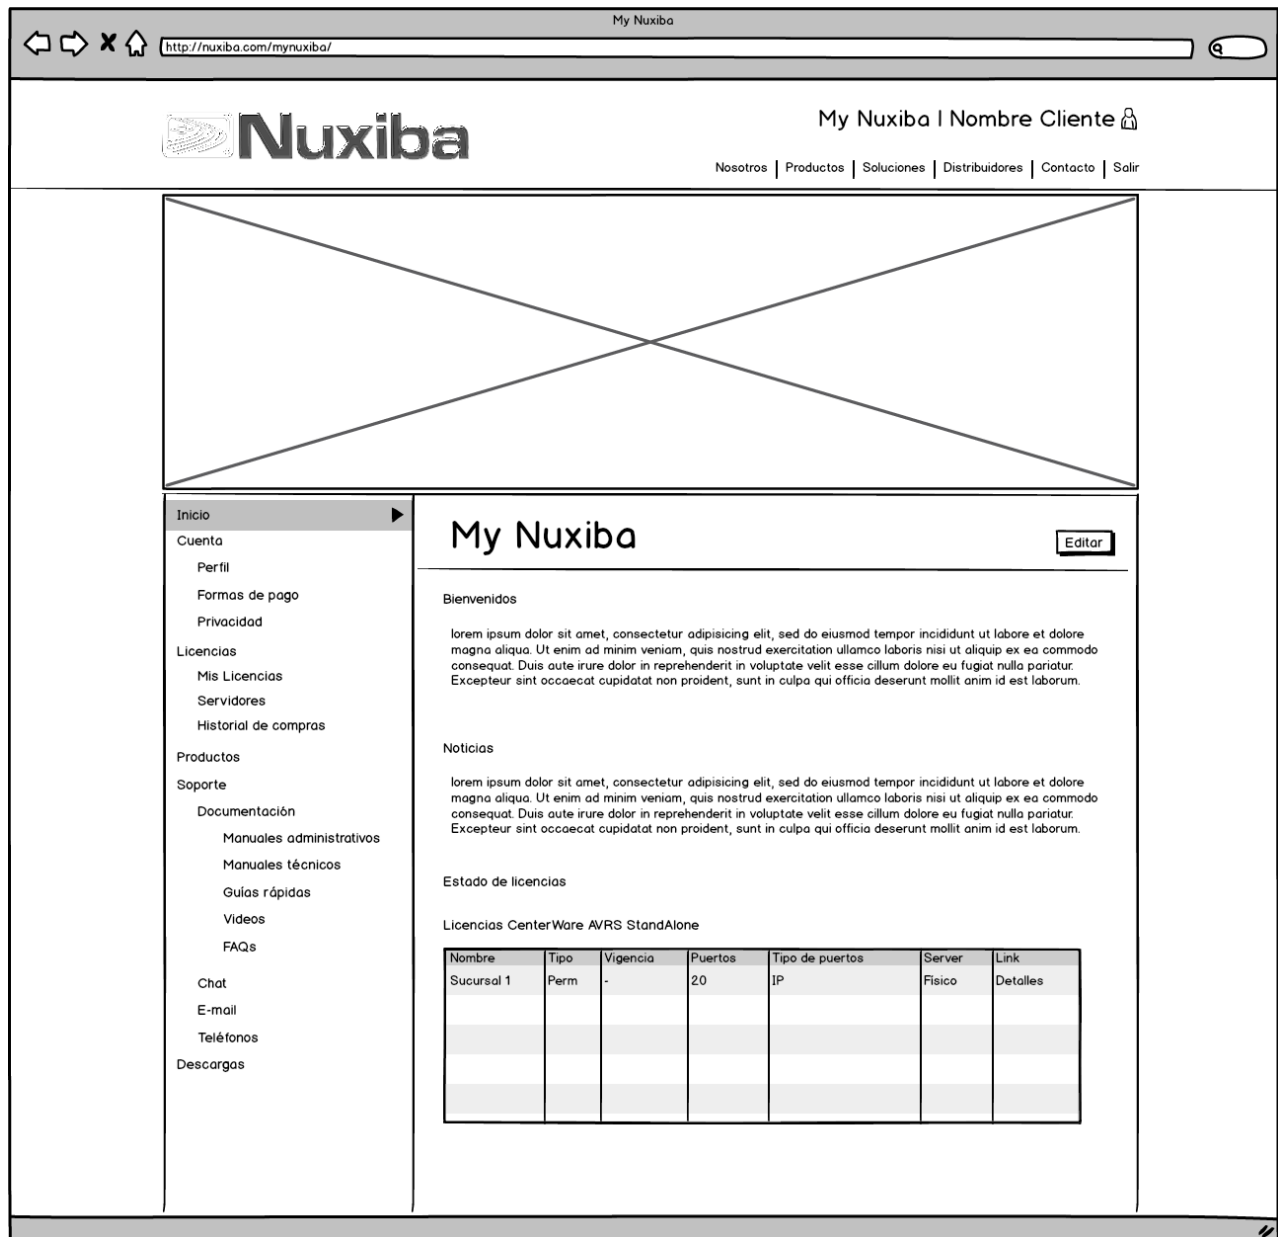 My Nuxiba
http://nuxiba.com/mynuxiba/
Nuxiba
My Nuxiba | Nombre Cliente
Nosotros | Productos | Soluciones | Distribuidores | Contacto | Salir
Inicio
Cuenta
Perfil
Formas de pago
Privacidad
Licencias
Mis Licencias
Servidores
Historial de compras
Productos
Soporte
Documentación
Manuales administrativos
Manuales técnicos
Guías rápidas
Videos
FAQs
Chat
E-mail
Teléfonos
Descargas
My Nuxiba
Editar
Bienvenidos
lorem ipsum dolor sit amet, consectetur adipisicing elit, sed do eiusmod tempor incididunt ut labore et dolore
magna aliqua. Ut enim ad minim veniam, quis nostrud exercitation ullamco laboris nisi ut aliquip ex ea commodo
consequat. Duis aute irure dolor in reprehenderit in voluptate velit esse cillum dolore eu fugiat nulla pariatur.
Excepteur sint occaecat cupidatat non proident, sunt in culpa qui officia deserunt mollit anim id est laborum.
Noticias
lorem ipsum dolor sit amet, consectetur adipisicing elit, sed do eiusmod tempor incididunt ut labore et dolore
magna aliqua. Ut enim ad minim veniam, quis nostrud exercitation ullamco laboris nisi ut aliquip ex ea commodo
consequat. Duis aute irure dolor in reprehenderit in voluptate velit esse cillum dolore eu fugiat nulla pariatur.
Excepteur sint occaecat cupidatat non proident, sunt in culpa qui officia deserunt mollit anim id est laborum.
Estado de licencias
Licencias CenterWare AVRS StandAlone
Nombre Tipo Vigencia Puertos Tipo de puertos Server Link
Sucursal 1 Perm - 20 IP Físico Detalles